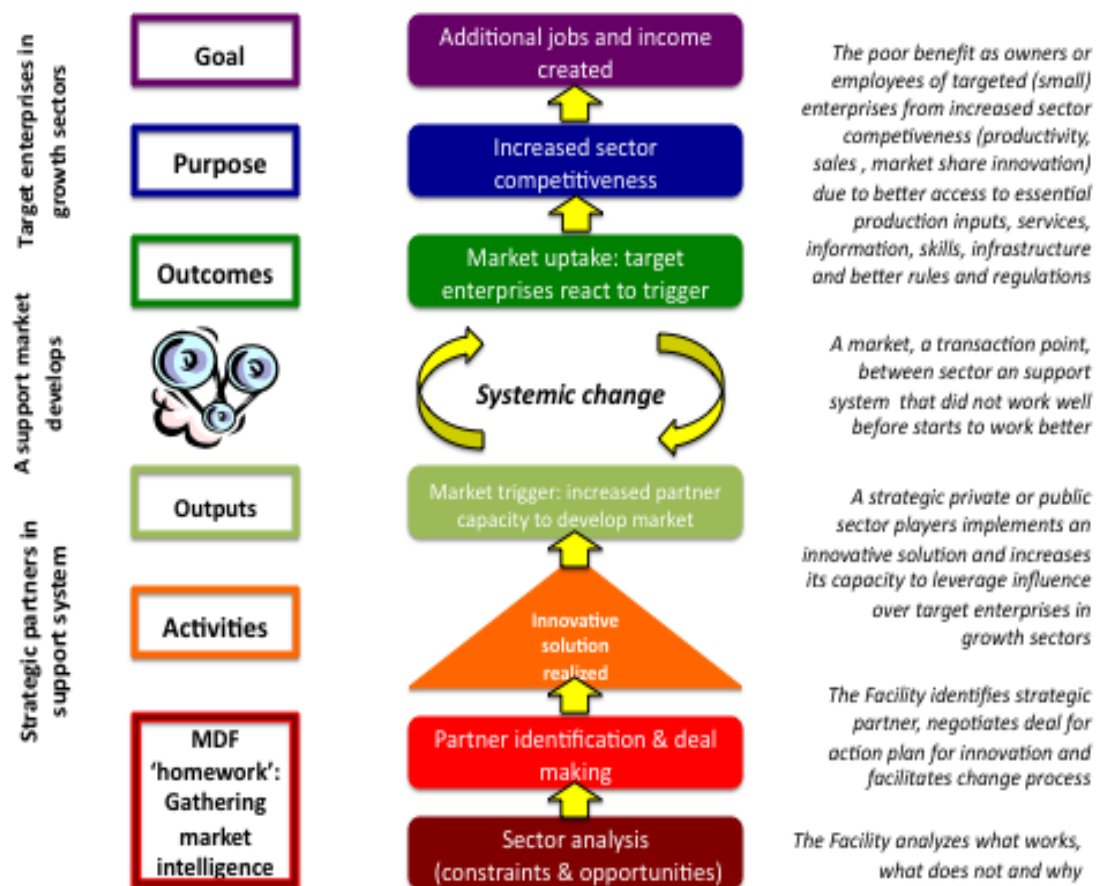 Target enterprises in
growth sectors
A support market
develops
Strategic partners in
support system
Goal
Purpose
Outcomes
Outputs
Activities
MDF
‘homework’:
Gathering
market
intelligence
Additional jobs and income
created
Increased sector
competitiveness
Market uptake: target
enterprises react to trigger
Systemic change
Market trigger: increased partner
capacity to develop market
Innovative
solution
realized
Partner identification & deal
making
Sector analysis
(constraints & opportunities)
The poor benefit as owners or
employees of targeted (small)
enterprises from increased sector
competiveness (productivity,
sales , market share innovation)
due to better access to essential
production inputs, services,
information, skills, infrastructure
and better rules and regulations
A market, a transaction point,
between sector an support
system that did not work well
before starts to work better
A strategic private or public
sector players implements an
innovative solution and increases
its capacity to leverage influence
over target enterprises in
growth sectors
The Facility identifies strategic
partner, negotiates deal for
action plan for innovation and
facilitates change process
The Facility analyzes what works,
what does not and why